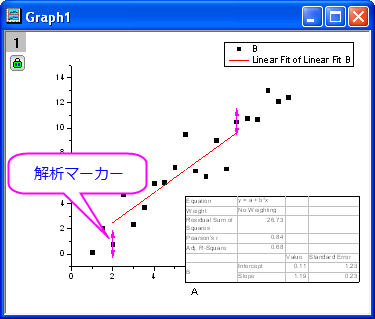 Graph1
1
B
Linear Fit of Linear Fit B
14
12
10
8
解析マーカー
4
2
0
0
2
4
6
A
Equation y = a + b*x
Weight No Weighting
Residual Sum of Squares 26.73
Pearson's r 0.84
Adj. R-Square 0.68
Value Standard Error
B Intercept 0.11 1.23
Slope 1.19 0.23